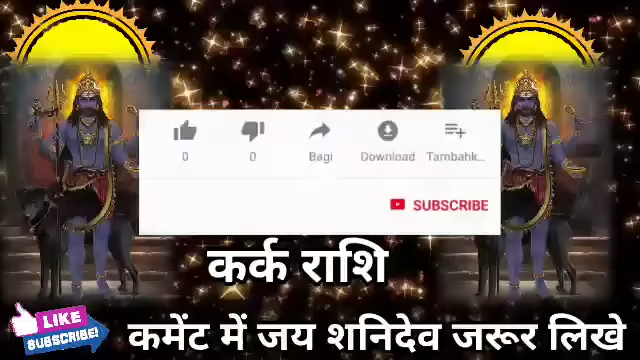 0 0 Bagi Download Tambahk...
SUBSCRIBE
कर्क राशि
LIKE
SUBSCRIBE!
कमेंट में जय शनिदेव जरूर लिखे